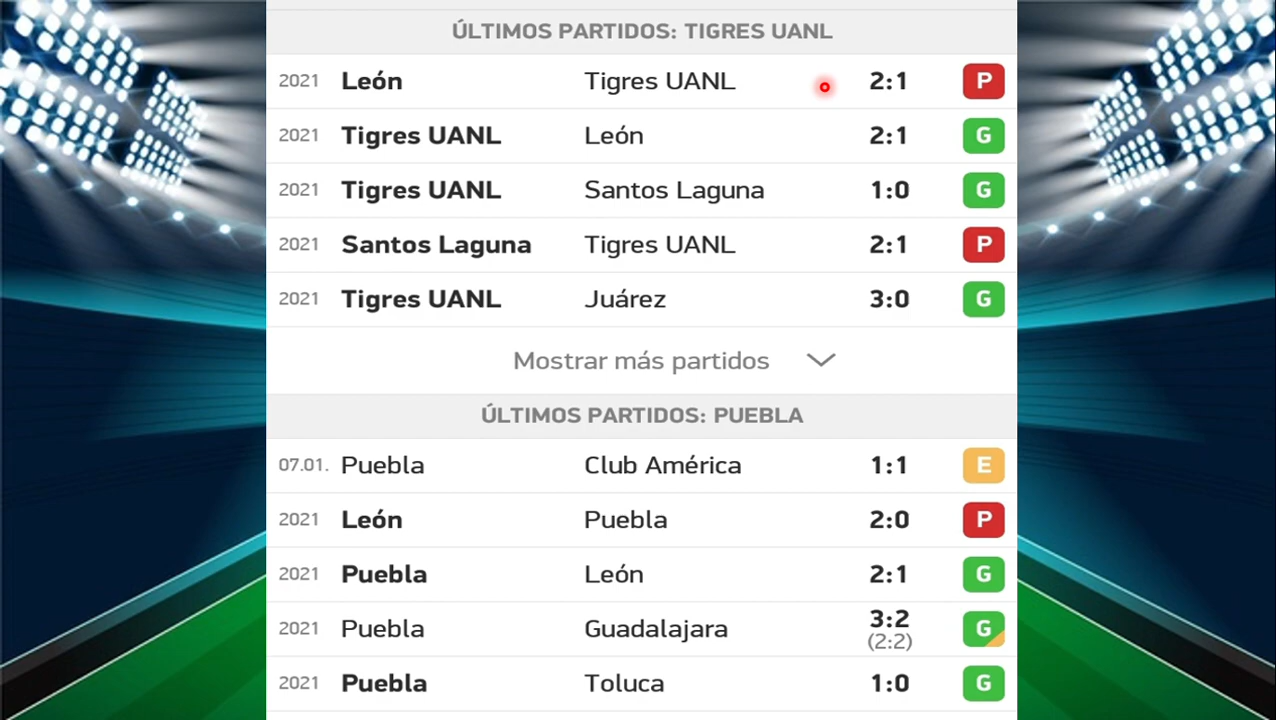 ÚLTIMOS PARTIDOS: TIGRES UANL
2021 León Tigres UANL 2:1 P
2021 Tigres UANL León 2:1 G
2021 Tigres UANL Santos Laguna 1:0 G
2021 Santos Laguna Tigres UANL 2:1 P
2021 Tigres UANL Juárez 3:0 G
Mostrar más partidos
ÚLTIMOS PARTIDOS: PUEBLA
07.01. Puebla Club América 1:1 E
2021 León Puebla 2:0 P
2021 Puebla León 2:1 G
2021 Puebla Guadalajara 3:2 (2:2) G
2021 Puebla Toluca 1:0 G